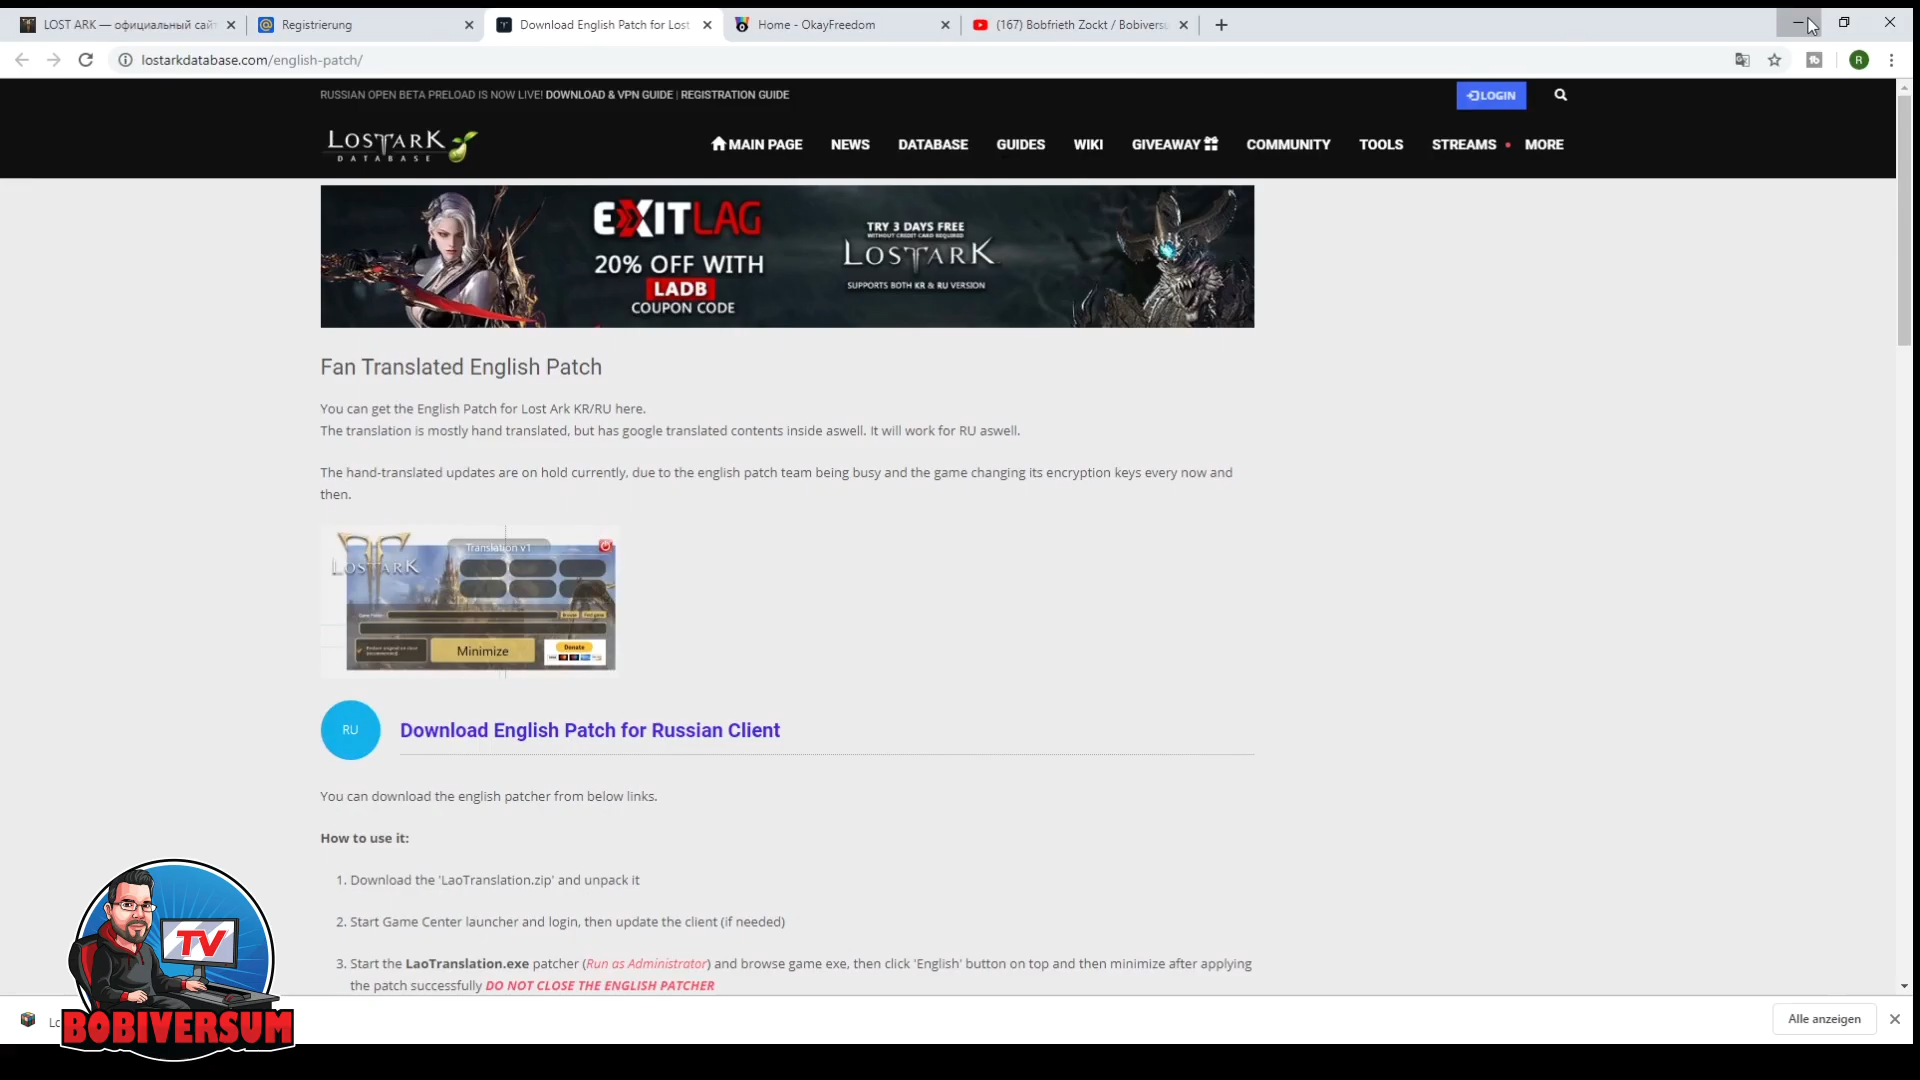 LOST ARK — официальный сайт
Registrierung
Download English Patch for Lost
Home - OkayFreedom
(167) Bobfrieth Zockt / Bobiversu
lostarkdatabase.com/english-patch/
R
RUSSIAN OPEN BETA PRELOAD IS NOW LIVE! DOWNLOAD & VPN GUIDE | REGISTRATION GUIDE
LOGIN
LOSTARK
DATABASE
MAIN PAGE NEWS DATABASE GUIDES WIKI GIVEAWAY COMMUNITY TOOLS STREAMS MORE
EXITLAG
20% OFF WITH
LADB
COUPON CODE
TRY 3 DAYS FREE
WITHOUT CREDIT CARD REQUIRED
LOSTARK
SUPPORTS BOTH KR & RU VERSION
Fan Translated English Patch
You can get the English Patch for Lost Ark KR/RU here.
The translation is mostly hand translated, but has google translated contents inside aswell. It will work for RU aswell.
The hand-translated updates are on hold currently, due to the english patch team being busy and the game changing its encryption keys every now and
then.
LOSTARK
Translation v1
Minimize
Donate
RU
Download English Patch for Russian Client
You can download the english patcher from below links.
How to use it:
1. Download the 'LaoTranslation.zip' and unpack it
2. Start Game Center launcher and login, then update the client (if needed)
3. Start the LaoTranslation.exe patcher (Run as Administrator) and browse game exe, then click 'English' button on top and then minimize after applying
the patch successfully DO NOT CLOSE THE ENGLISH PATCHER
Alle anzeigen
TV
BOBIVERSUM